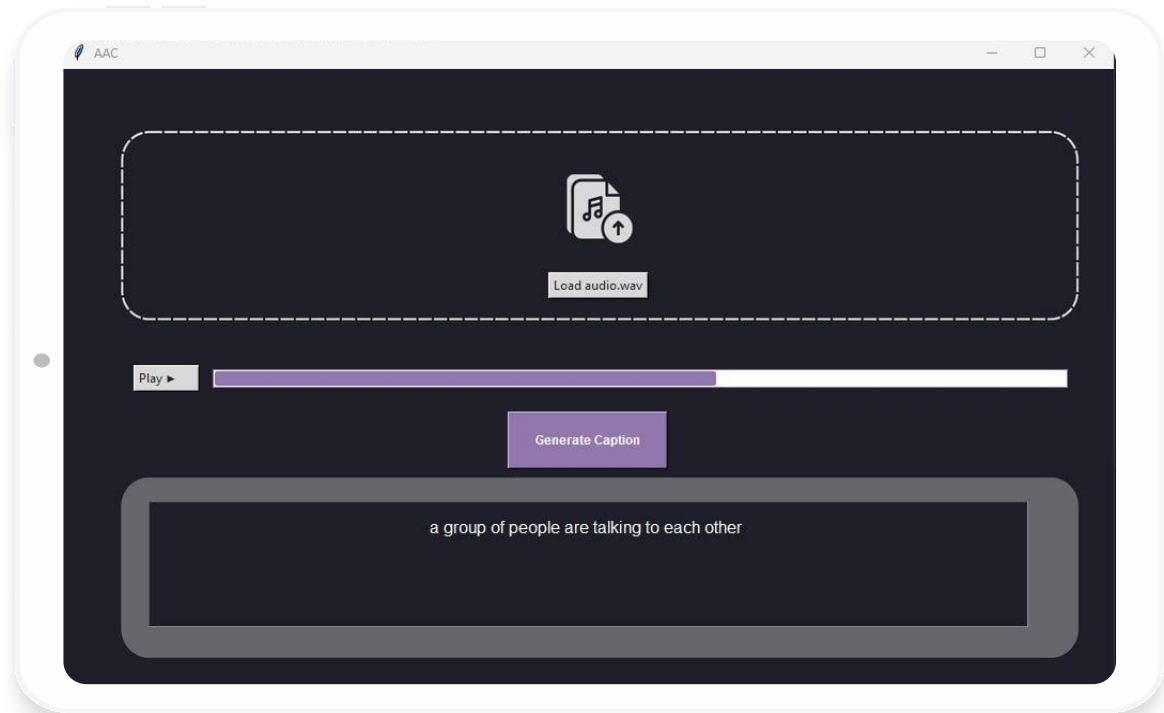 AAC
Load audio.wav
Play ►
Generate Caption
a group of people are talking to each other